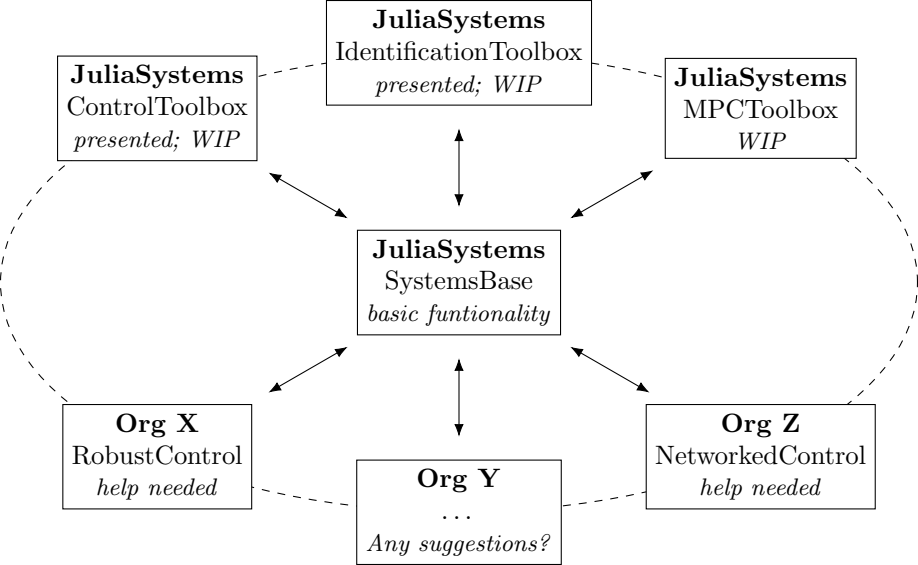 JuliaSystems
IdentificationToolbox
presented; WIP
JuliaSystems
ControlToolbox
presented; WIP
JuliaSystems
MPCToolbox
WIP
JuliaSystems
SystemsBase
basic funtionality
Org X
RobustControl
help needed
Org Y
...
Any suggestions?
Org Z
NetworkedControl
help needed